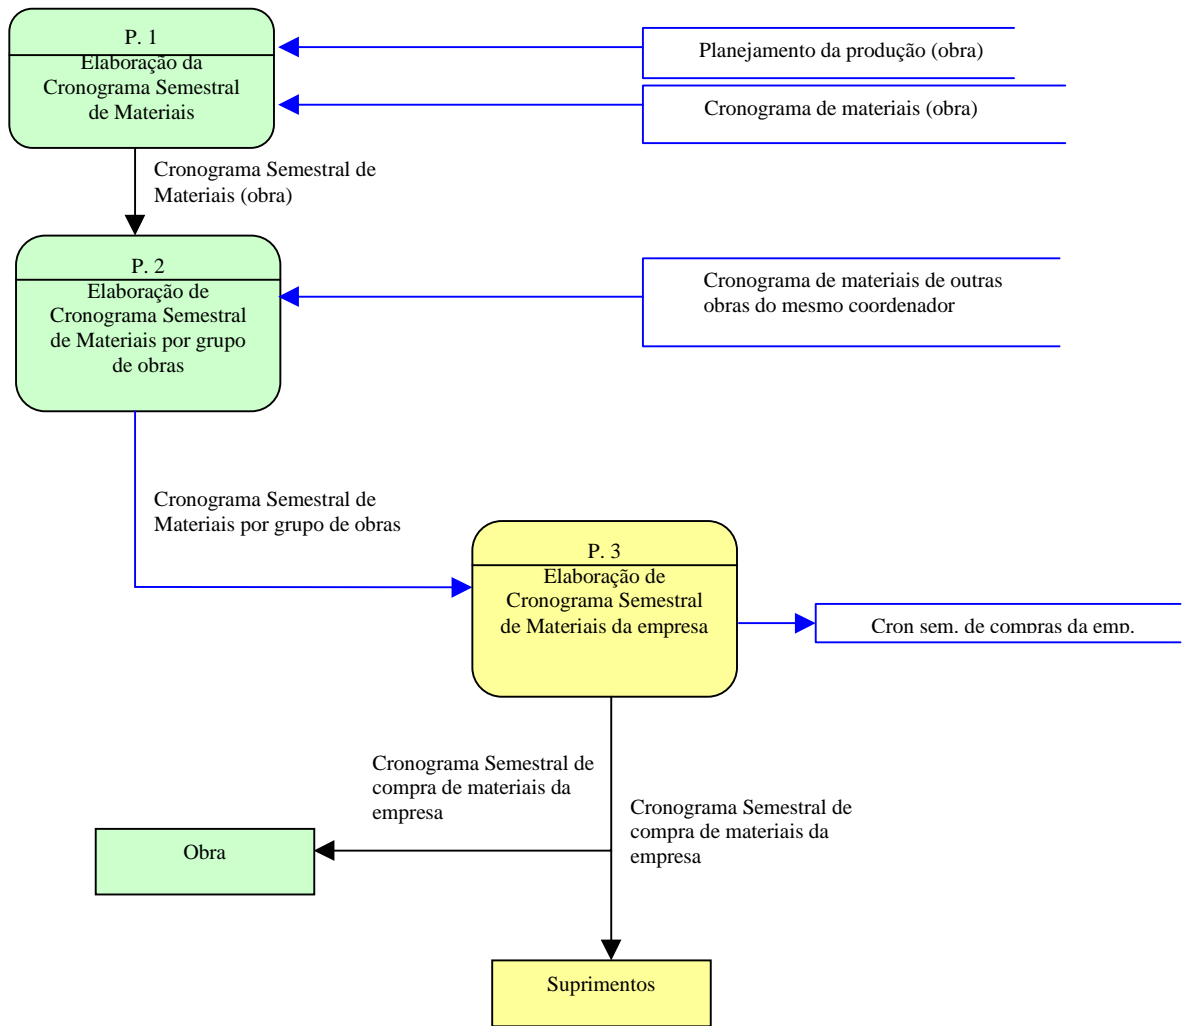 P. 1
Elaboração da
Cronograma Semestral
de Materiais
Planejamento da produção (obra)
Cronograma de materiais (obra)
Cronograma Semestral de
Materiais (obra)
P. 2
Elaboração de
Cronograma Semestral
de Materiais por grupo
de obras
Cronograma de materiais de outras
obras do mesmo coordenador
Cronograma Semestral de
Materiais por grupo de obras
P. 3
Elaboração de
Cronograma Semestral
de Materiais da empresa
Cron sem. de compras da emp.
Cronograma Semestral de
compra de materiais da
empresa
Cronograma Semestral de
compra de materiais da
empresa
Obra
Suprimentos